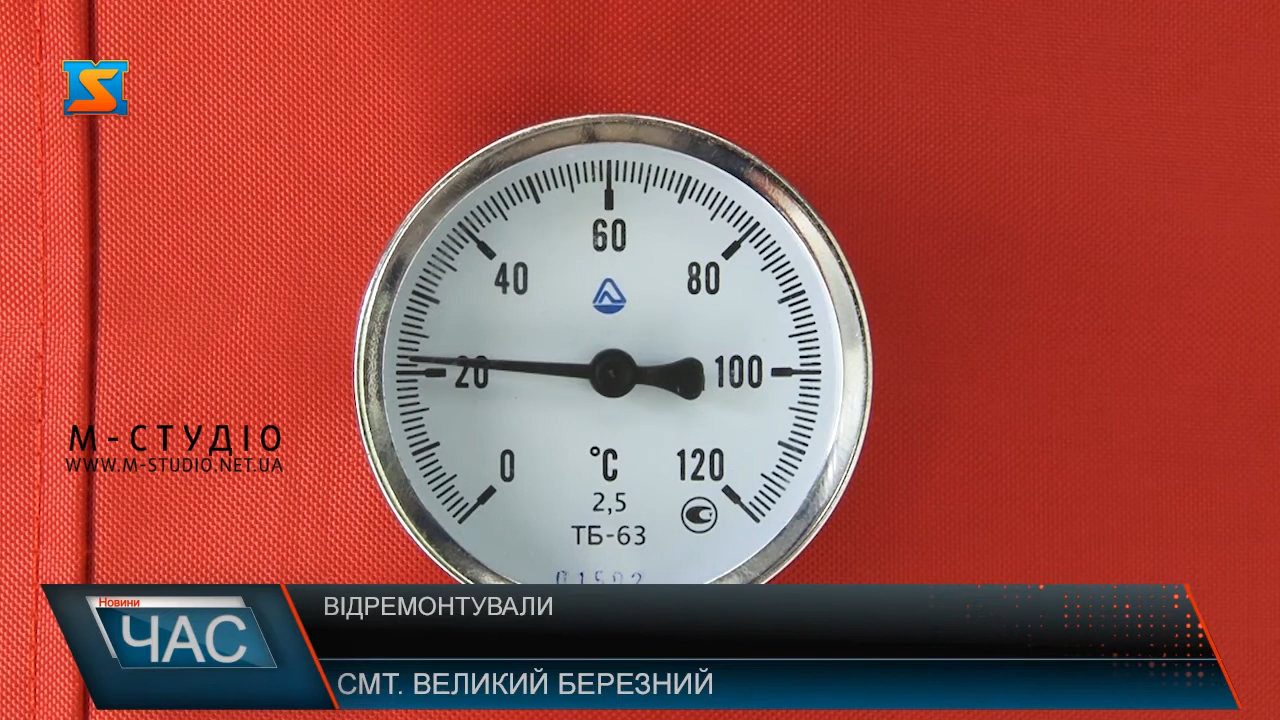 60
40
80
20
100
0
°C
120
2,5
ТБ-63
М-СТУДІО
WWW.M-STUDIO.NET.UA
Новини
ЧАС
ВІДРЕМОНТУВАЛИ
СМТ. ВЕЛИКИЙ БЕРЕЗНИЙ